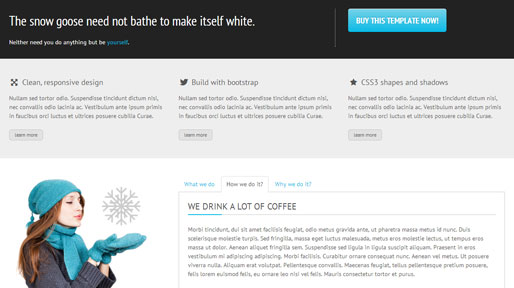 The snow goose need not bathe to make itself white.
Neither need you do anything but be yourself.
BUY THIS TEMPLATE NOW!
Clean, responsive design
Nullam sed tortor odio. Suspendisse tincidunt dictum nisi,
nec convallis odio lacinia ac. Vestibulum ante ipsum primis
in faucibus orci luctus et ultrices posuere cubilia Curae.
learn more
Build with bootstrap
Nullam sed tortor odio. Suspendisse tincidunt dictum nisi,
nec convallis odio lacinia ac. Vestibulum ante ipsum primis
in faucibus orci luctus et ultrices posuere cubilia Curae.
learn more
CSS3 shapes and shadows
Nullam sed tortor odio. Suspendisse tincidunt dictum nisi,
nec convallis odio lacinia ac. Vestibulum ante ipsum primis
in faucibus orci luctus et ultrices posuere cubilia Curae.
learn more
What we do How we do it? Why we do it?
WE DRINK A LOT OF COFFEE
Morbi tincidunt, dui sit amet facilisis feugiat, odio metus gravida ante, ut pharetra massa metus id nunc. Duis
scelerisque molestie turpis. Sed fringilla, massa eget luctus malesuada, metus eros molestie lectus, ut tempus eros
massa ut dolor. Aenean aliquet fringilla sem. Suspendisse sed ligula in ligula suscipit aliquam. Praesent in eros
vestibulum mi adipiscing adipiscing. Morbi facilisis. Curabitur ornare consequat nunc. Aenean vel metus. Ut posuere
viverra nulla. Aliquam erat volutpat. Pellentesque convallis. Maecenas feugiat, tellus pellentesque pretium posuere,
felis lorem euismod felis, eu ornare leo nisi vel felis. Mauris consectetur tortor et purus.